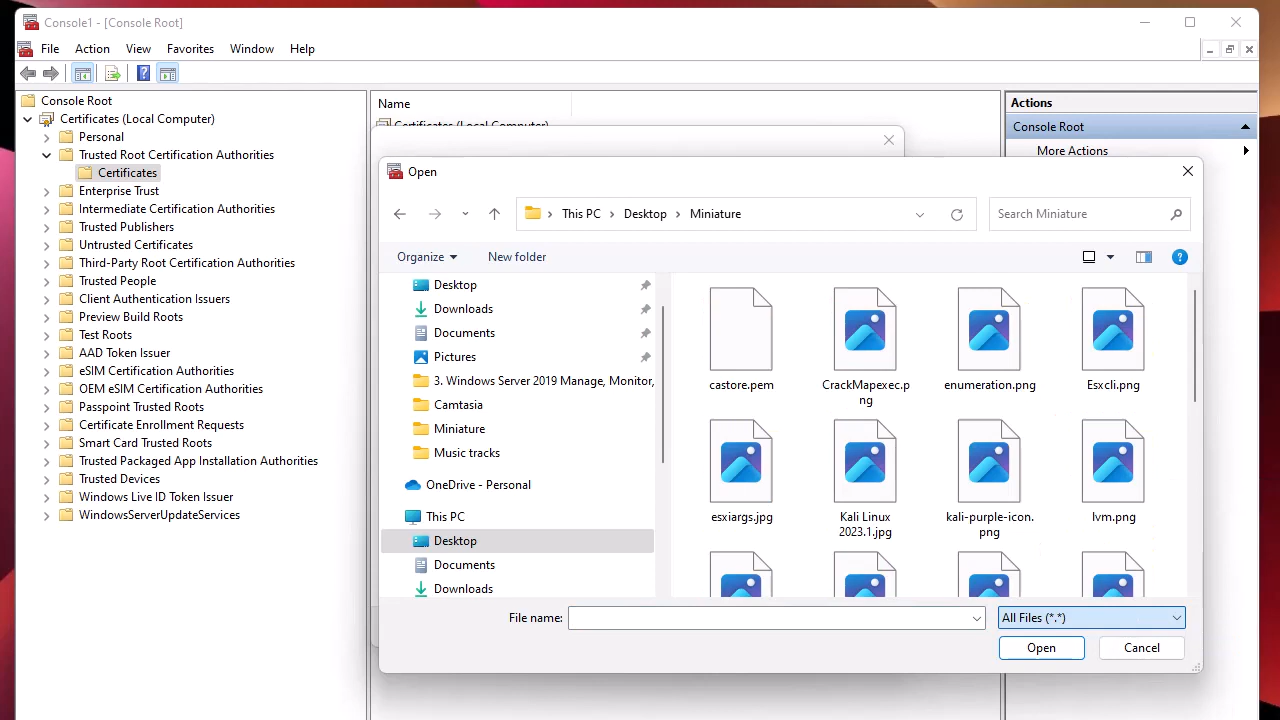 Console1 - [Console Root]
File Action View Favorites Window Help
Console Root
Certificates (Local Computer)
Personal
Trusted Root Certification Authorities
Certificates
Enterprise Trust
Intermediate Certification Authorities
Trusted Publishers
Untrusted Certificates
Third-Party Root Certification Authorities
Trusted People
Client Authentication Issuers
Preview Build Roots
Test Roots
AAD Token Issuer
eSIM Certification Authorities
OEM eSIM Certification Authorities
Passpoint Trusted Roots
Certificate Enrollment Requests
Smart Card Trusted Roots
Trusted Packaged App Installation Authorities
Trusted Devices
Windows Live ID Token Issuer
WindowsServerUpdateServices
Name
Certificates (Local Computer)
Actions
Console Root
More Actions
Open
This PC > Desktop > Miniature
Search Miniature
Organize
New folder
Desktop
Downloads
Documents
Pictures
3. Windows Server 2019 Manage, Monitor,
Camtasia
Miniature
Music tracks
OneDrive - Personal
This PC
Desktop
Documents
Downloads
castore.pem
CrackMapexec.p
ng
enumeration.png
Esxcli.png
esxiargs.jpg
Kali Linux
2023.1.jpg
kali-purple-icon.
png
lvm.png
File name:
All Files (*.*)
Open
Cancel